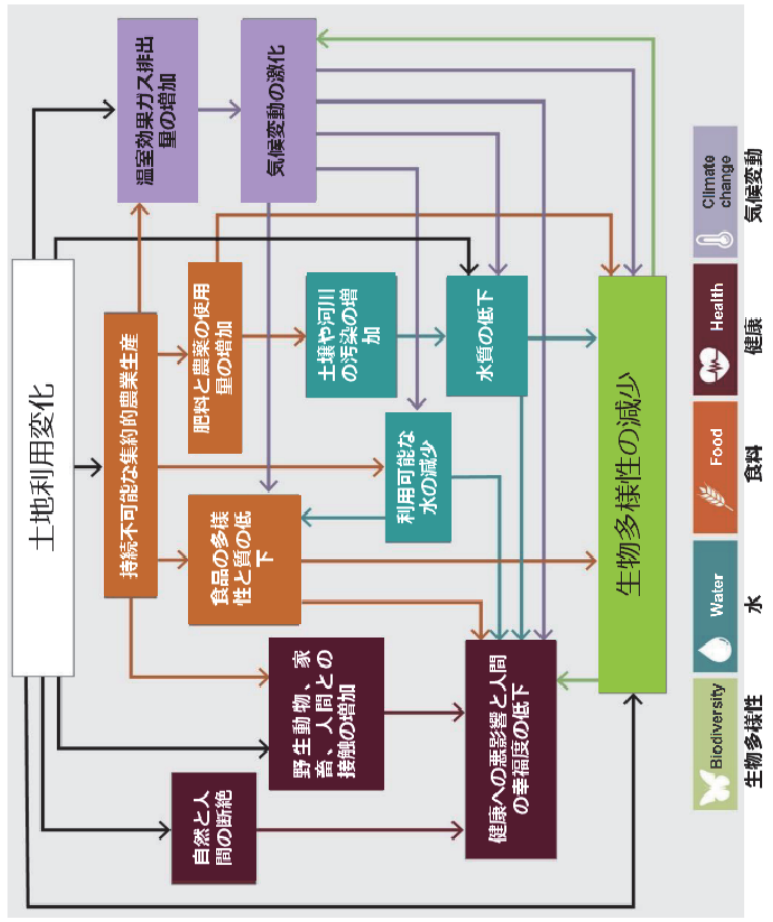 土地利用変化
持続不可能な集約的農業生産
温室効果ガス排出
量の増加
気候変動の激化
肥料と農薬の使用
量の増加
土壌や河川
の汚染の増
加
水質の低下
食品の多様
性と質の低
下
利用可能な
水の減少
野生動物、家
畜、人間との
接触の増加
自然と人
間の断絶
健康への悪影響と人間
の幸福度の低下
生物多様性の減少
Biodiversity
生物多様性
Water
水
Food
食料
Health
健康
Climate
change
気候変動